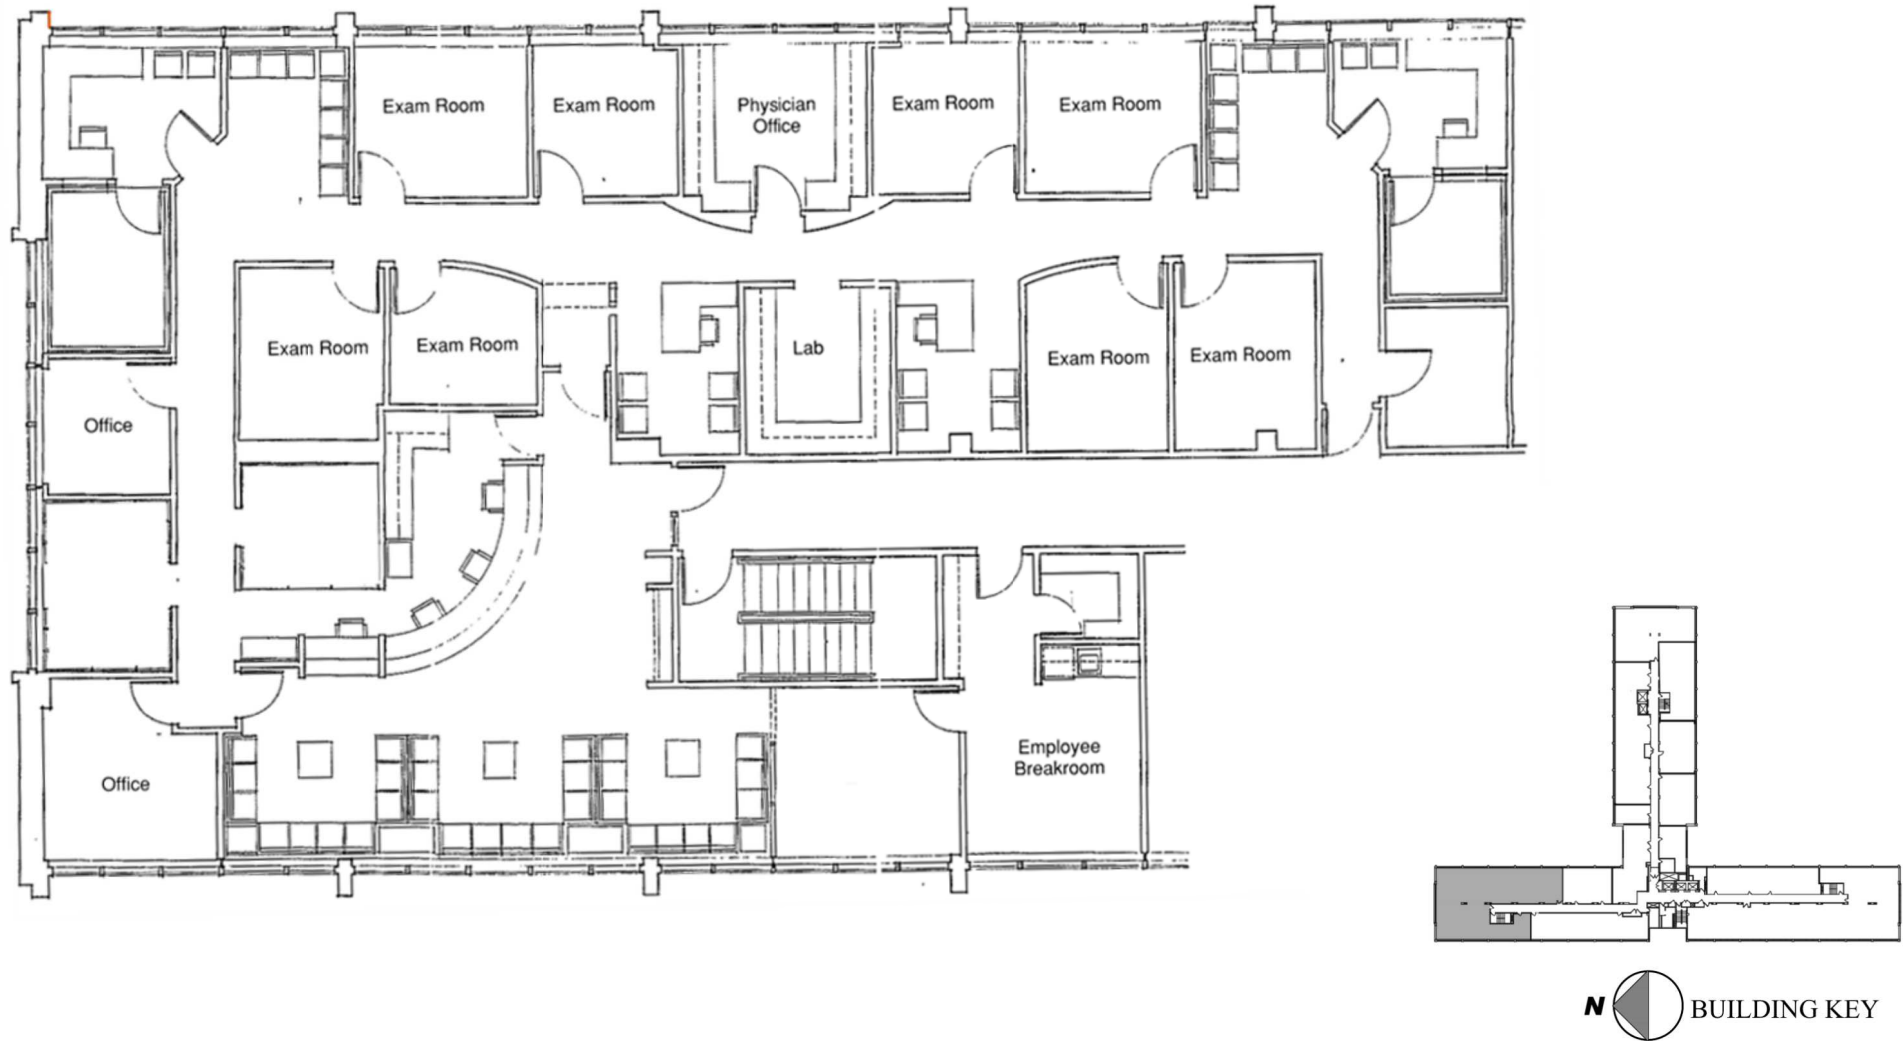 Exam Room
Exam Room
Physician
Office
Exam Room
Exam Room
Exam Room
Exam Room
Lab
Exam Room
Exam Room
Office
Office
Employee
Breakroom
N
BUILDING KEY